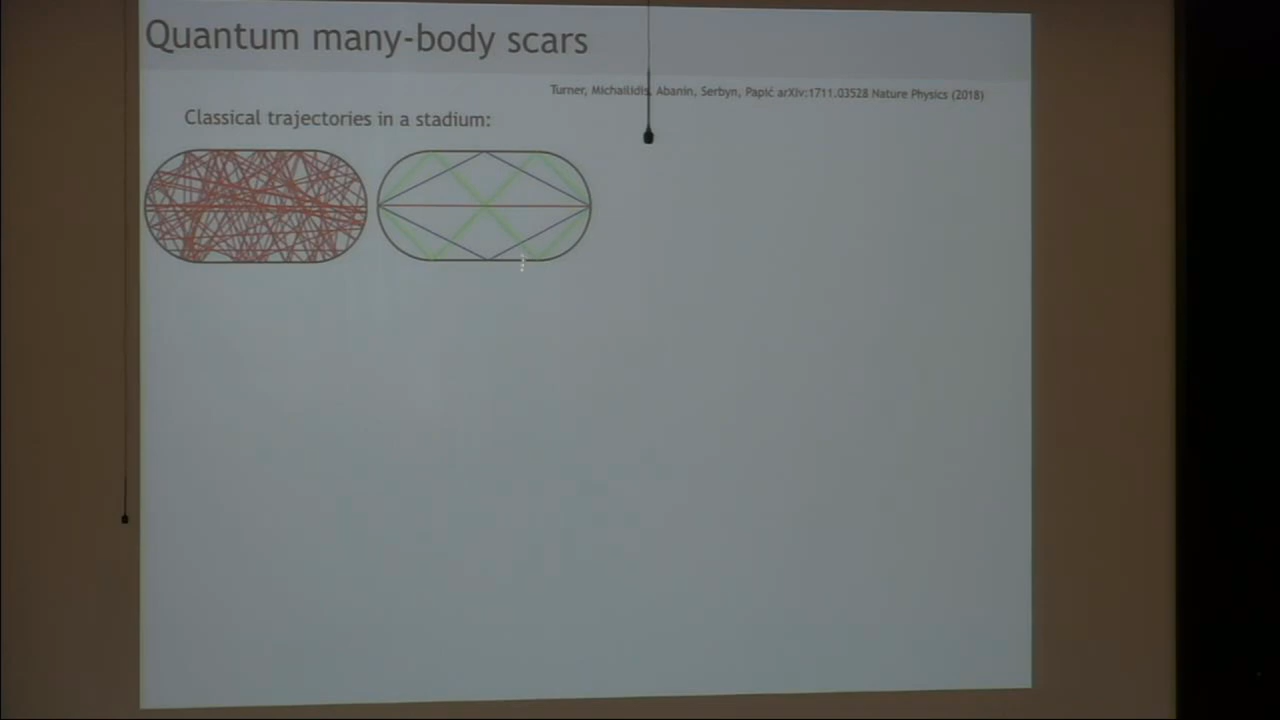 Quantum many-body scars
Turner, Michailidis, Abanin, Serbyn, Papić arXiv:1711.03528 Nature Physics (2018)
Classical trajectories in a stadium: